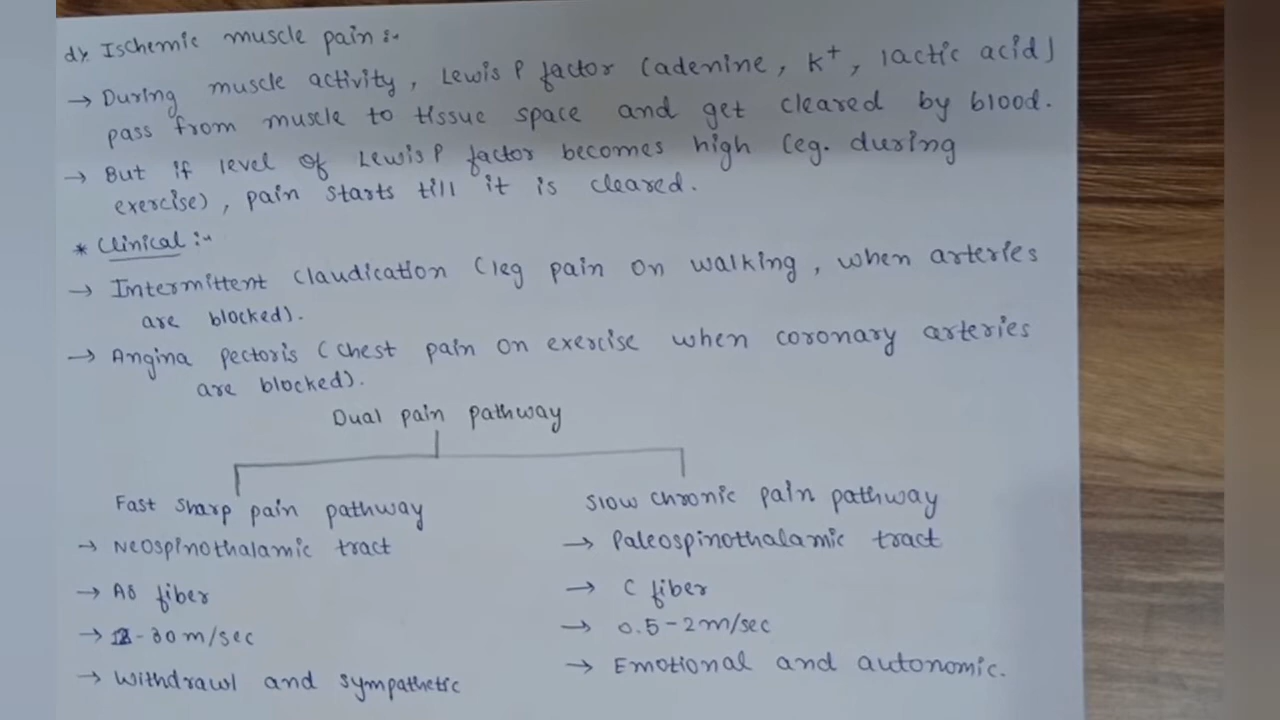 d). Ischemic muscle pain :-
→ During muscle activity, Lewis P factor (adenine, K+, lactic acid)
pass from muscle to tissue space and get cleared by blood.
→ But if level of Lewis P factor becomes high (eg. during
exercise), pain starts till it is cleared.
* Clinical :-
→ Intermittent claudication (leg pain on walking, when arteries
are blocked).
→ Angina pectoris (chest pain on exercise when coronary arteries
are blocked).
Dual pain pathway
Fast sharp pain pathway
→ Neospinothalamic tract
→ Aδ fiber
→ 12-30 m/sec
→ Withdrawl and sympathetic
Slow chronic pain pathway
→ Paleospinothalamic tract
→ C fiber
→ 0.5-2m/sec
→ Emotional and autonomic.